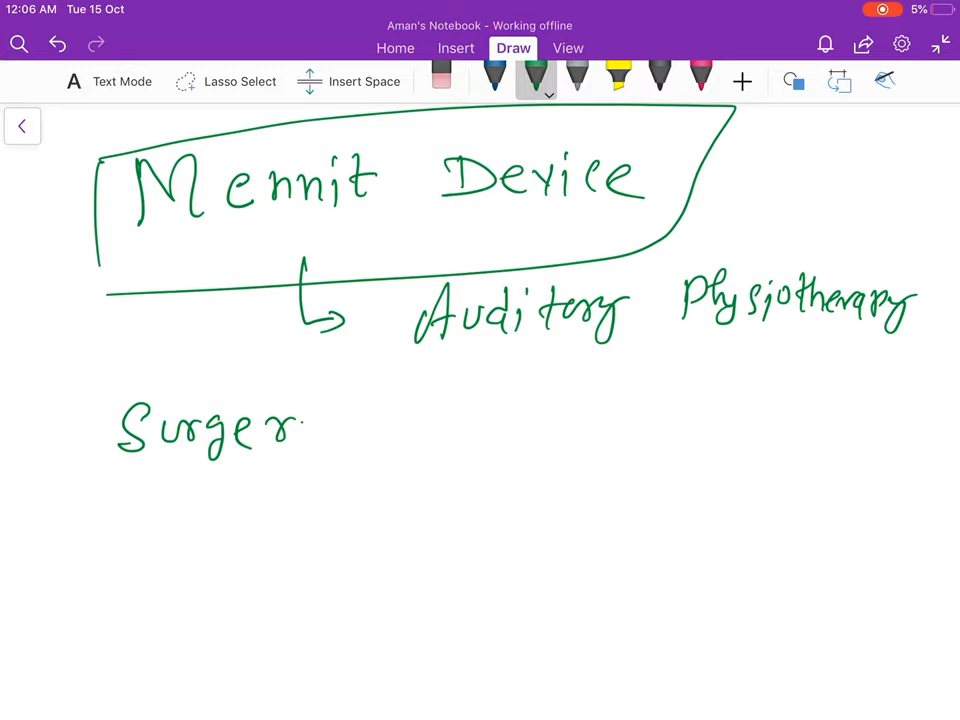 12:06 AM Tue 15 Oct 5%
Aman's Notebook - Working offline
Home Insert Draw View
Text Mode Lasso Select Insert Space
Mennit Device
Auditory Physiotherapy
Surger